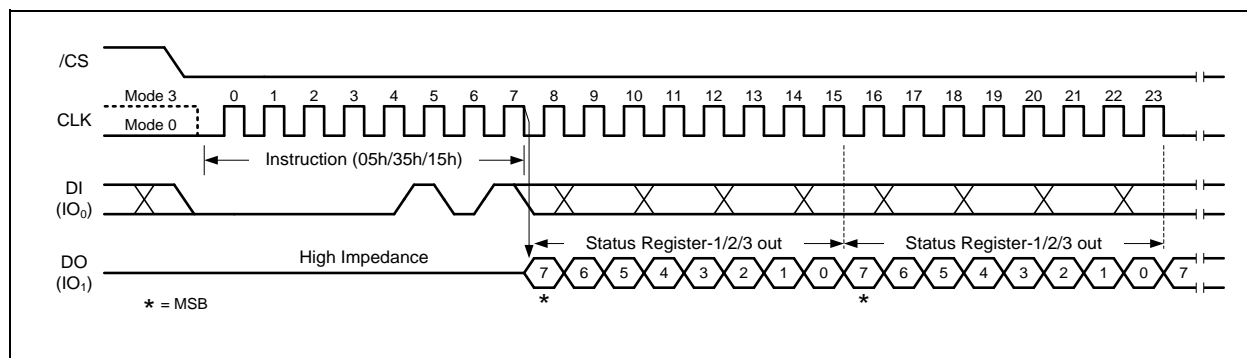 /CS
Mode 3
0 1 2 3 4 5 6 7 8 9 10 11 12 13 14 15 16 17 18 19 20 21 22 23
CLK
Mode 0
Instruction (05h/35h/15h)
DI
(IO₀)
Status Register-1/2/3 out Status Register-1/2/3 out
High Impedance
DO
(IO₁)
7 6 5 4 3 2 1 0 7 6 5 4 3 2 1 0 7
* *
* = MSB